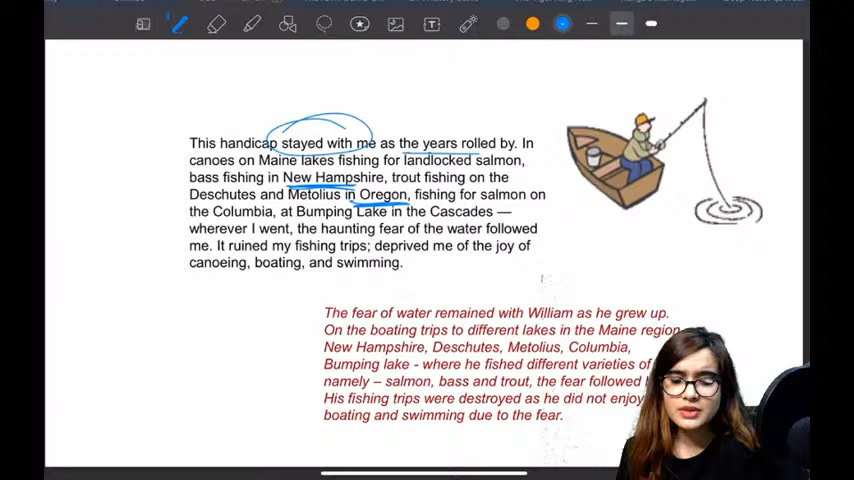 This handicap stayed with me as the years rolled by. In
canoes on Maine lakes fishing for landlocked salmon,
bass fishing in New Hampshire, trout fishing on the
Deschutes and Metolius in Oregon, fishing for salmon on
the Columbia, at Bumping Lake in the Cascades —
wherever I went, the haunting fear of the water followed
me. It ruined my fishing trips; deprived me of the joy of
canoeing, boating, and swimming.
The fear of water remained with William as he grew up.
On the boating trips to different lakes in the Maine region
New Hampshire, Deschutes, Metolius, Columbia,
Bumping lake - where he fished different varieties of
namely – salmon, bass and trout, the fear followed
His fishing trips were destroyed as he did not enjoy
boating and swimming due to the fear.